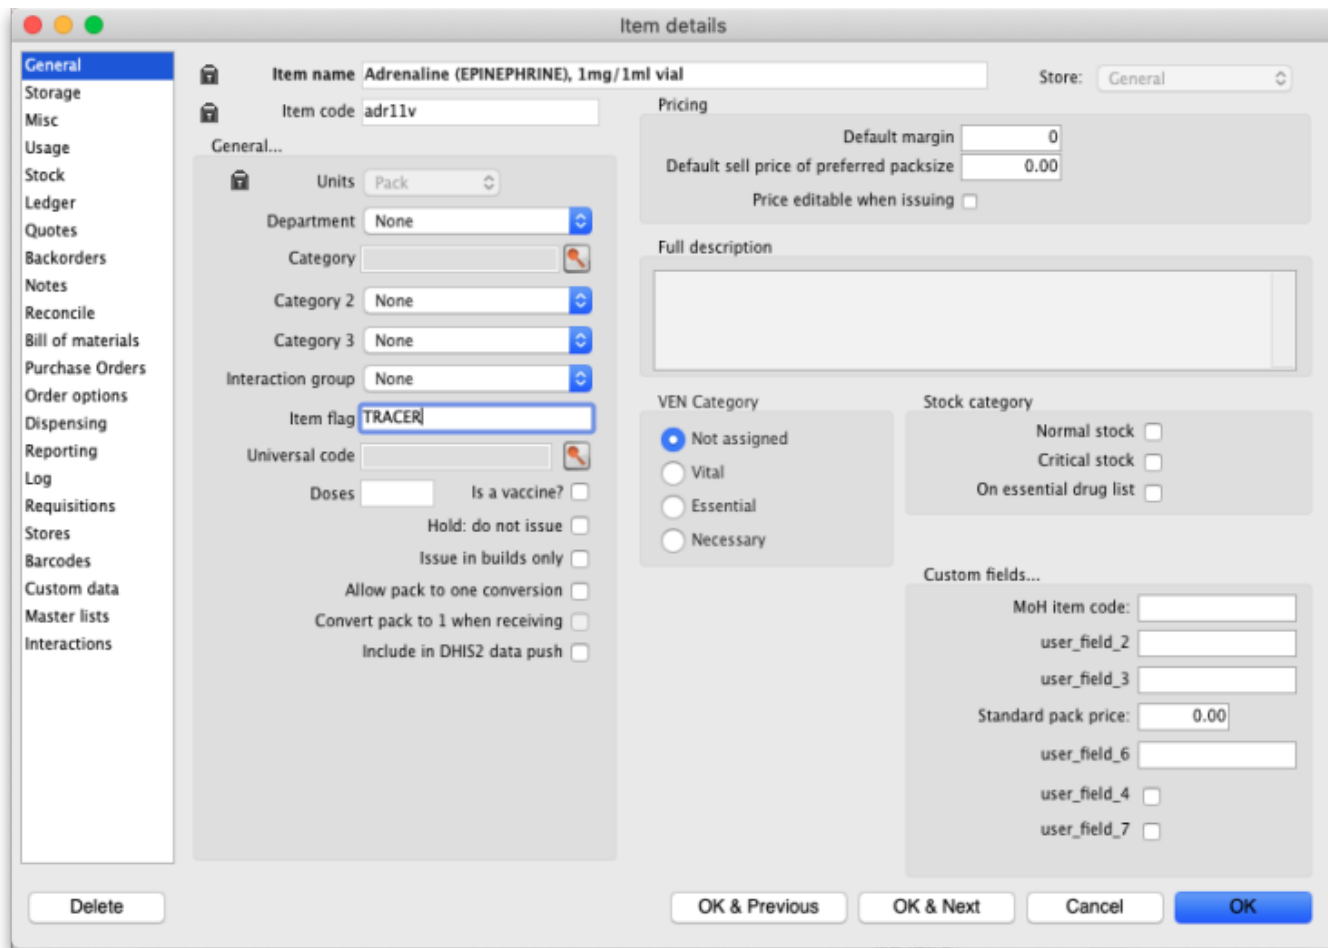 Item details
General
Storage
Misc
Usage
Stock
Ledger
Quotes
Backorders
Notes
Reconcile
Bill of materials
Purchase Orders
Order options
Dispensing
Reporting
Log
Requisitions
Stores
Barcodes
Custom data
Master lists
Interactions
Item name Adrenaline (EPINEPHRINE), 1mg/1ml vial
Store: General
Item code adr11v
General...
Units Pack
Department None
Category
Category 2 None
Category 3 None
Interaction group None
Item flag TRACER
Universal code
Doses Is a vaccine?
Hold: do not issue
Issue in builds only
Allow pack to one conversion
Convert pack to 1 when receiving
Include in DHIS2 data push
Pricing
Default margin 0
Default sell price of preferred packsize 0.00
Price editable when issuing
Full description
VEN Category
Not assigned
Vital
Essential
Necessary
Stock category
Normal stock
Critical stock
On essential drug list
Custom fields...
MoH item code:
user_field_2
user_field_3
Standard pack price: 0.00
user_field_6
user_field_4
user_field_7
Delete
OK & Previous
OK & Next
Cancel
OK